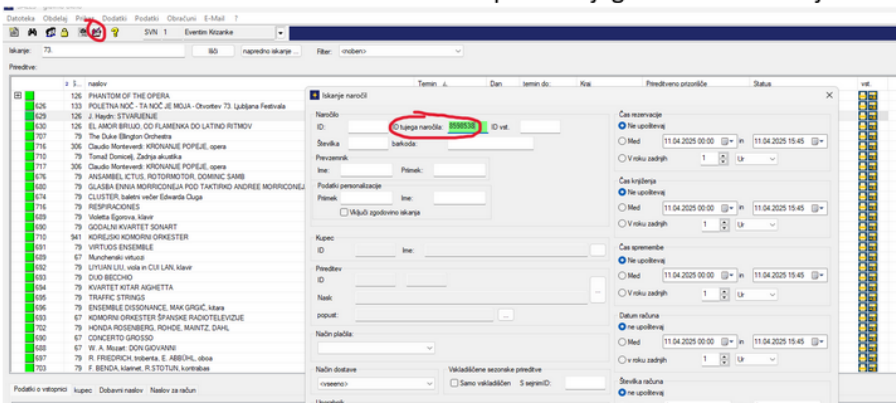 Datoteka Obdelaj Prikaz Dodatki Podatki Obračuni E-Mail ?
SVN 1 Eventim Krizanke
Iskanje: 73. Išči napredno iskanje ... Filter: <noben>
Prireditve:
naslov Termin Dan termin do: Kraj Prireditveno prizorišče Status vst.
126 PHANTOM OF THE OPERA
626 133 POLETNA NOČ - TA NOČ JE MOJA - Otvoritev 73. Ljubljana Festivala
629 126 J. Haydn: STVARJENJE
630 126 EL AMOR BRUJO, OD FLAMENKA DO LATINO RITMOV
707 79 The Duke Ellington Orchestra
716 306 Claudio Monteverdi: KRONANJE POPEJE, opera
710 79 Tomaž Domicelj, Zadnja akustika
717 306 Claudio Monteverdi: KRONANJE POPEJE, opera
676 79 ANSAMBEL ICTUS, ROTORMOTOR, DOMINIC SAMB
680 79 GLASBA ENNIA MORRICONEJA POD TAKTIRKO ANDREE MORRICONEJ
674 79 CLUSTER, baletni večer Edwarda Cluga
716 79 RESPIRACIONES
689 79 Violetta Egorova, klavir
690 79 GODALNI KVARTET SONART
710 941 KOREJSKI KOMORNI ORKESTER
691 79 VIRTUOS ENSEMBLE
689 67 Munchenski virtuozi
692 79 LIYUAN LIU, viola in CUI LAN, klavir
693 79 DUO BECCHIO
694 79 KVARTET KITAR AIGHETTA
695 79 TRAFFIC STRINGS
696 79 ENSEMBLE DISSONANCE, MAK GRGIĆ, kitara
697 67 KOMORNI ORKESTER ŠPANSKE RADIOTELEVIZIJE
702 79 HONDA ROSENBERG, ROHDE, MAINTZ, DAHL
690 67 CONCERTO GROSSO
688 67 W. A. Mozart: DON GIOVANNI
697 79 R. FRIEDRICH, trobenta, E. ABBÜHL, oboa
703 79 F. BENDA, klarinet, R.STOTIJN, kontrabas
Podatki o vstopnici kupec Dobavni naslov Naslov za račun
Iskanje naročil
Naročilo
ID: ID tujega naročila: ID vst.
Številka barkoda:
Prevzemnik
Ime: Priimek:
Podatki personalizacije
Priimek Ime:
Vključi zgodovino iskanja
Kupec
ID Ime:
Prireditev
ID
Naslov
popust:
Način plačila:
Način dostave Vskladiščene sezonske prireditve
<vseeno> Samo vskladiščen S sejnimID:
Uporabnik
Čas rezervacije
Ne upoštevaj
Med 11.04.2025 00:00 in 11.04.2025 15:45
V roku zadnjih 1 Ur
Čas knjiženja
Ne upoštevaj
Med 11.04.2025 00:00 in 11.04.2025 15:45
V roku zadnjih 1 Ur
Čas spremembe
Ne upoštevaj
Med 11.04.2025 00:00 in 11.04.2025 15:45
V roku zadnjih 1 Ur
Datum računa
ne upoštevaj
Med 11.04.2025 00:00 in 11.04.2025 15:45
v roku zadnjih 1 Ur
Številka računa
ne upoštevaj